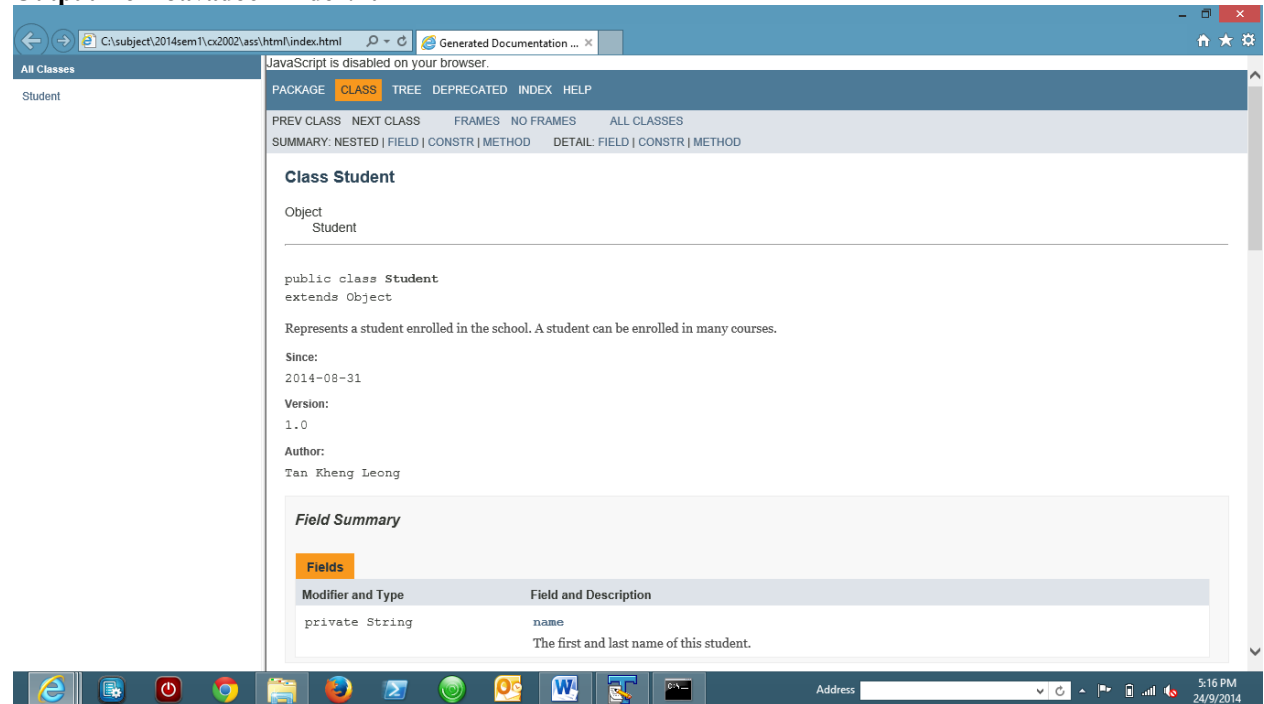 C:\subject\2014sem1\cx2002\ass\html\index.html
Generated Documentation ...
All Classes
Student
JavaScript is disabled on your browser.
PACKAGE CLASS TREE DEPRECATED INDEX HELP
PREV CLASS NEXT CLASS FRAMES NO FRAMES ALL CLASSES
SUMMARY: NESTED | FIELD | CONSTR | METHOD DETAIL: FIELD | CONSTR | METHOD
Class Student
Object
Student
public class Student
extends Object
Represents a student enrolled in the school. A student can be enrolled in many courses.
Since:
2014-08-31
Version:
1.0
Author:
Tan Kheng Leong
Field Summary
Fields
Modifier and Type Field and Description
private String name
The first and last name of this student.
Address
5:16 PM
24/9/2014